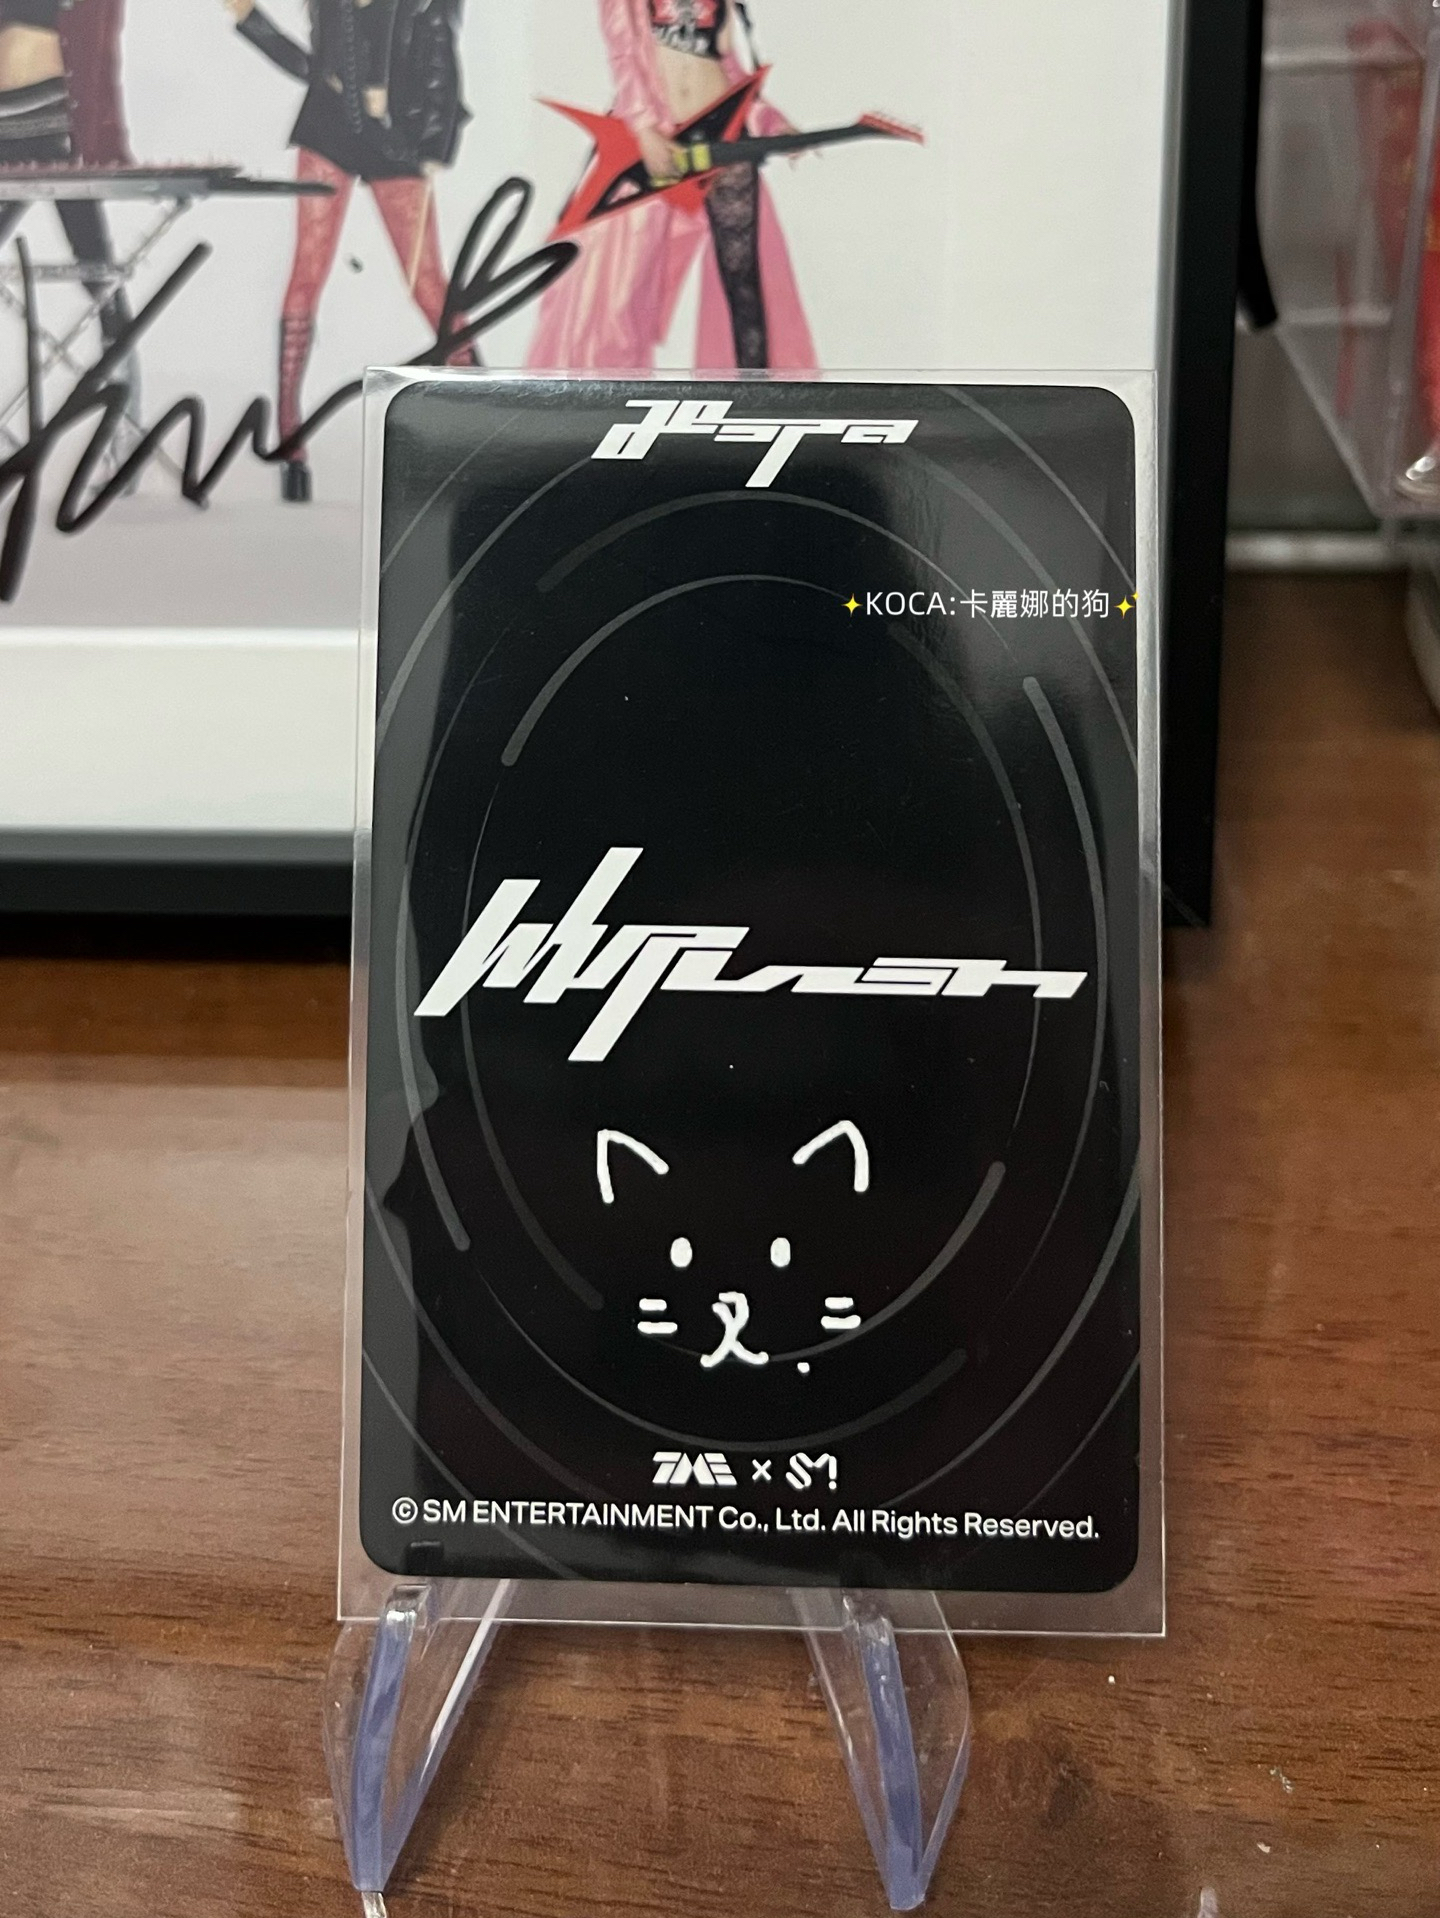 aespa
✦KOCA:卡麗娜的狗✦
Whiplash
TME × SM!
© SM ENTERTAINMENT Co., Ltd. All Rights Reserved.